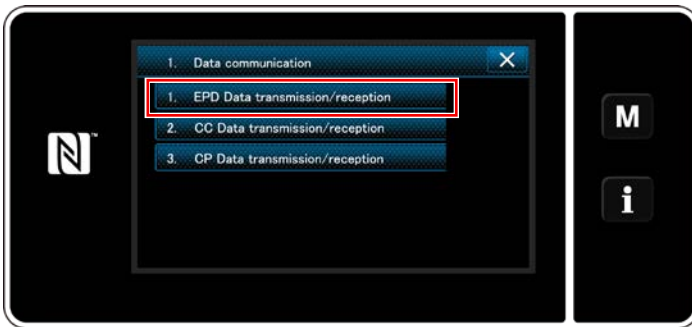 1. Data communication
1. EPD Data transmission/reception
2. CC Data transmission/reception
3. CP Data transmission/reception
M
i